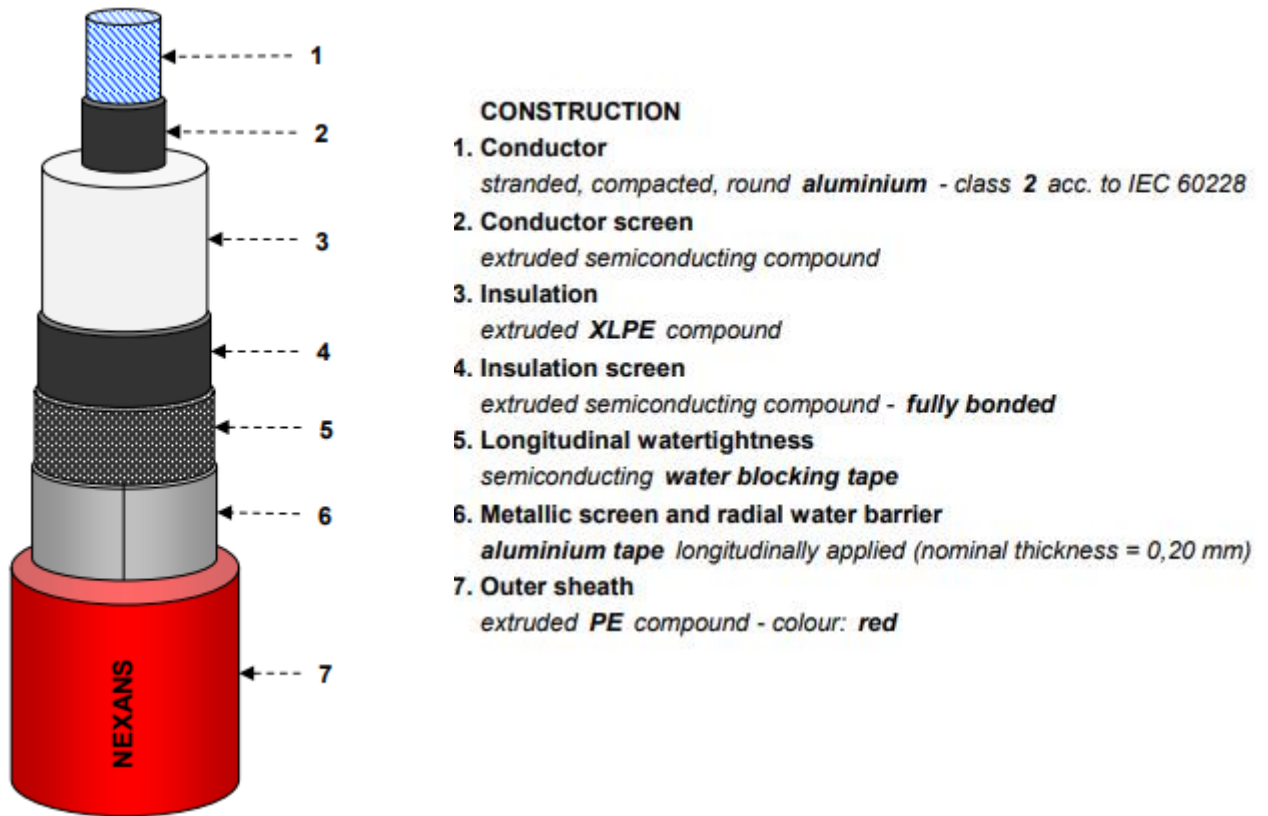 1
2
3
4
5
6
7
NEXANS
CONSTRUCTION
1. Conductor
stranded, compacted, round aluminium - class 2 acc. to IEC 60228
2. Conductor screen
extruded semiconducting compound
3. Insulation
extruded XLPE compound
4. Insulation screen
extruded semiconducting compound - fully bonded
5. Longitudinal watertightness
semiconducting water blocking tape
6. Metallic screen and radial water barrier
aluminium tape longitudinally applied (nominal thickness = 0,20 mm)
7. Outer sheath
extruded PE compound - colour: red